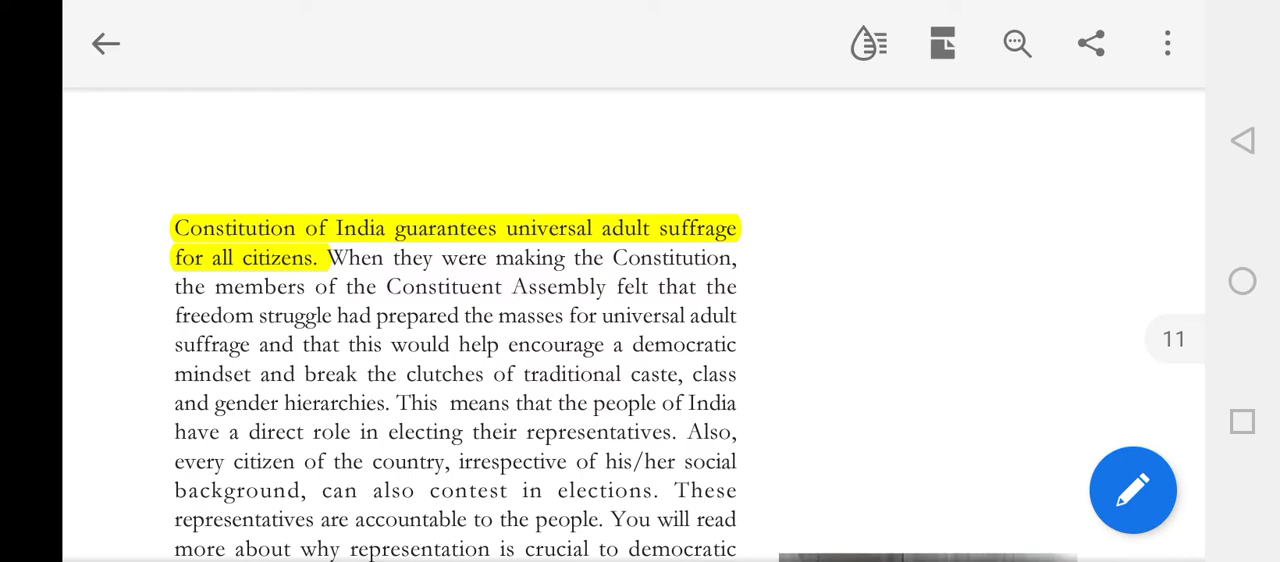 Constitution of India guarantees universal adult suffrage
for all citizens. When they were making the Constitution,
the members of the Constituent Assembly felt that the
freedom struggle had prepared the masses for universal adult
suffrage and that this would help encourage a democratic
mindset and break the clutches of traditional caste, class
and gender hierarchies. This means that the people of India
have a direct role in electing their representatives. Also,
every citizen of the country, irrespective of his/her social
background, can also contest in elections. These
representatives are accountable to the people. You will read
more about why representation is crucial to democratic
11